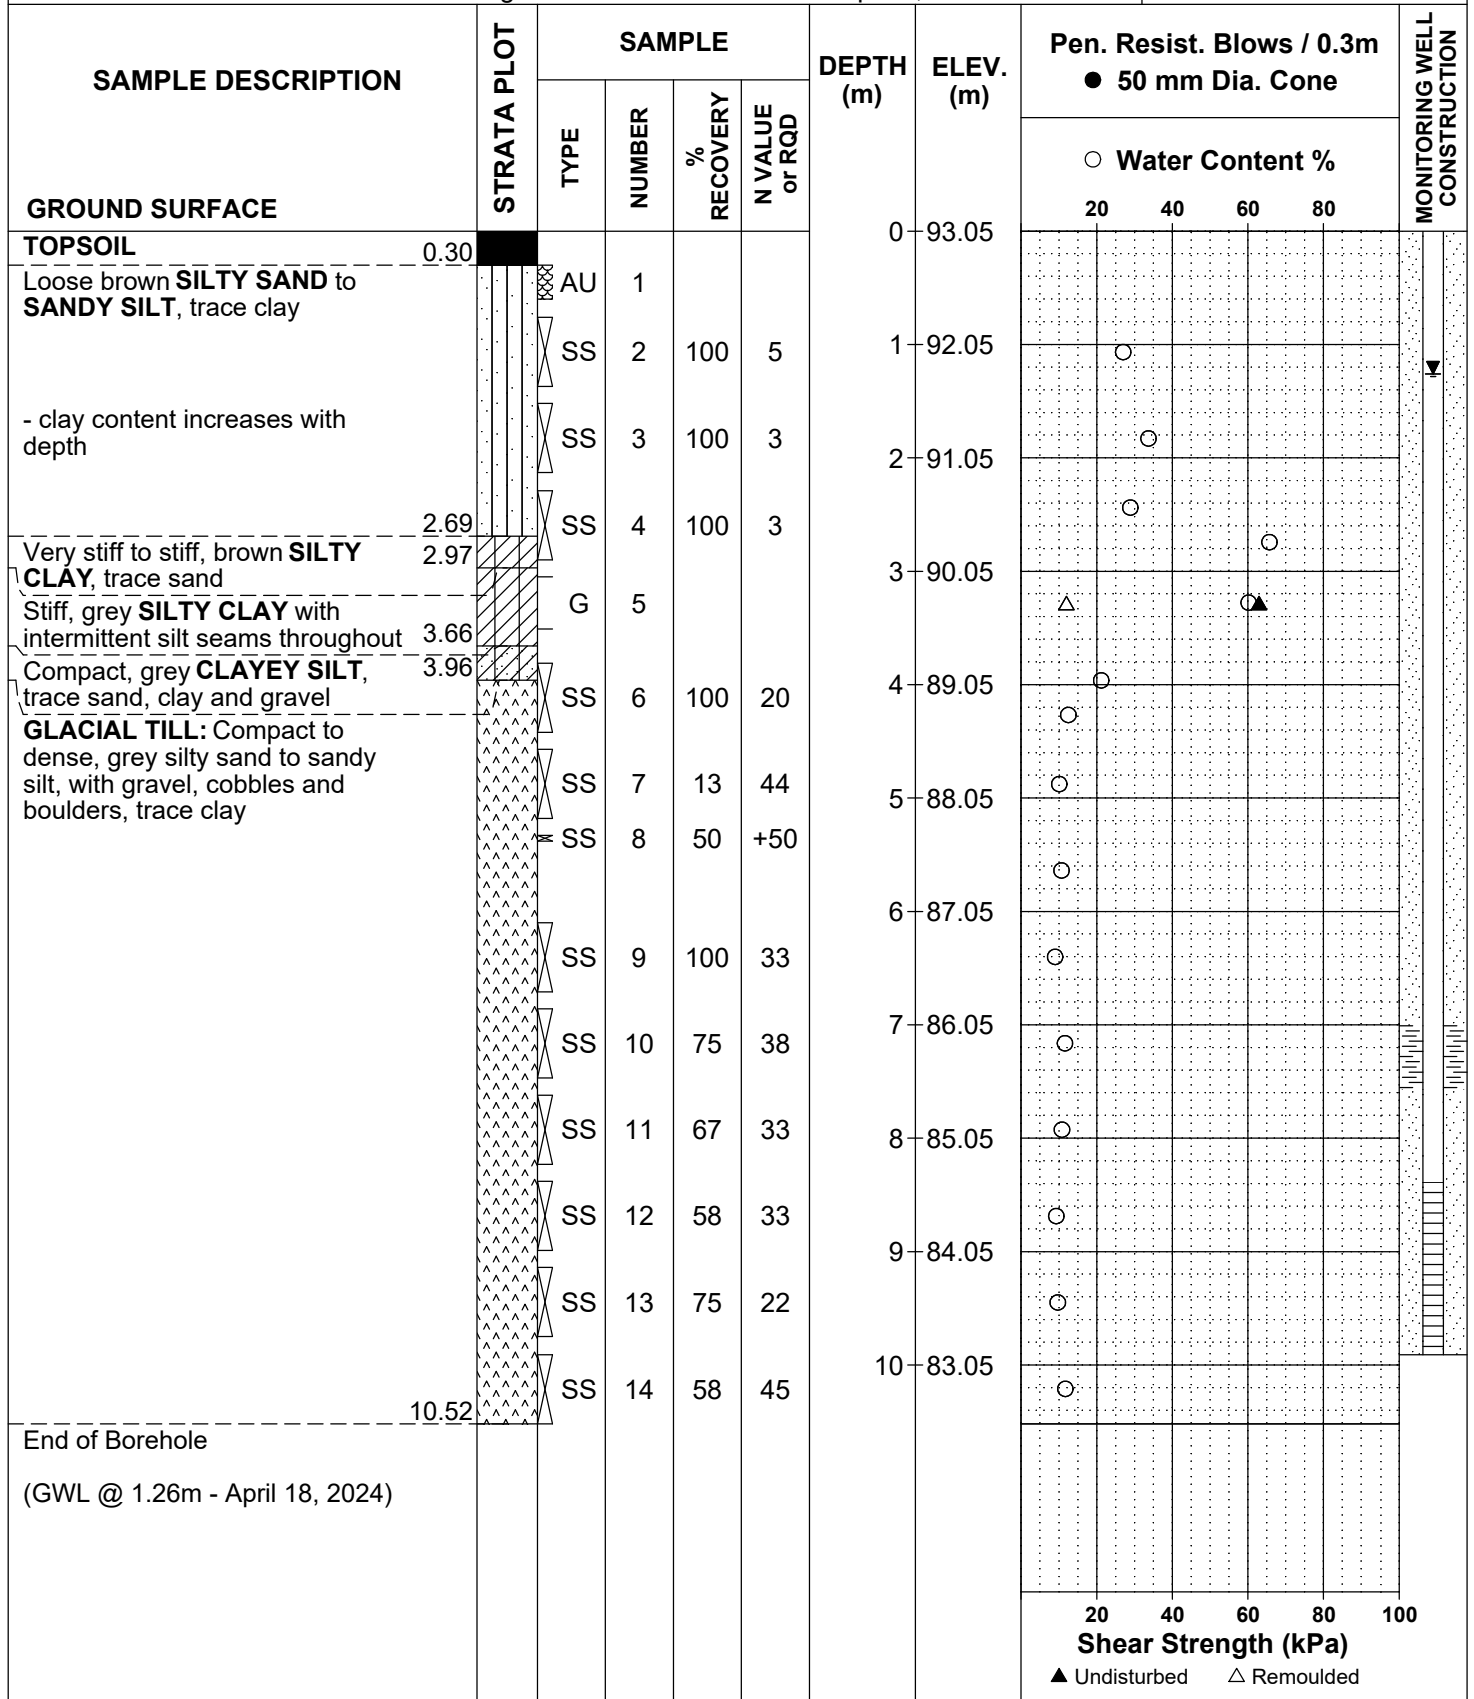 SAMPLE DESCRIPTION
GROUND SURFACE
STRATA PLOT
SAMPLE
TYPE
NUMBER
% RECOVERY
N VALUE or RQD
DEPTH (m)
ELEV. (m)
Pen. Resist. Blows / 0.3m
● 50 mm Dia. Cone
○ Water Content %
20 40 60 80
MONITORING WELL CONSTRUCTION
TOPSOIL 0.30
0 93.05
Loose brown SILTY SAND to
SANDY SILT, trace clay
AU 1
SS 2 100 5
1 92.05
- clay content increases with
depth
SS 3 100 3
2 91.05
2.69
SS 4 100 3
Very stiff to stiff, brown SILTY 2.97
CLAY, trace sand
3 90.05
Stiff, grey SILTY CLAY with
intermittent silt seams throughout 3.66
G 5
Compact, grey CLAYEY SILT, 3.96
trace sand, clay and gravel
SS 6 100 20
4 89.05
GLACIAL TILL: Compact to
dense, grey silty sand to sandy
silt, with gravel, cobbles and
boulders, trace clay
SS 7 13 44
5 88.05
SS 8 50 +50
6 87.05
SS 9 100 33
7 86.05
SS 10 75 38
SS 11 67 33
8 85.05
SS 12 58 33
9 84.05
SS 13 75 22
10 83.05
SS 14 58 45
10.52
End of Borehole
(GWL @ 1.26m - April 18, 2024)
20 40 60 80 100
Shear Strength (kPa)
▲ Undisturbed △ Remoulded